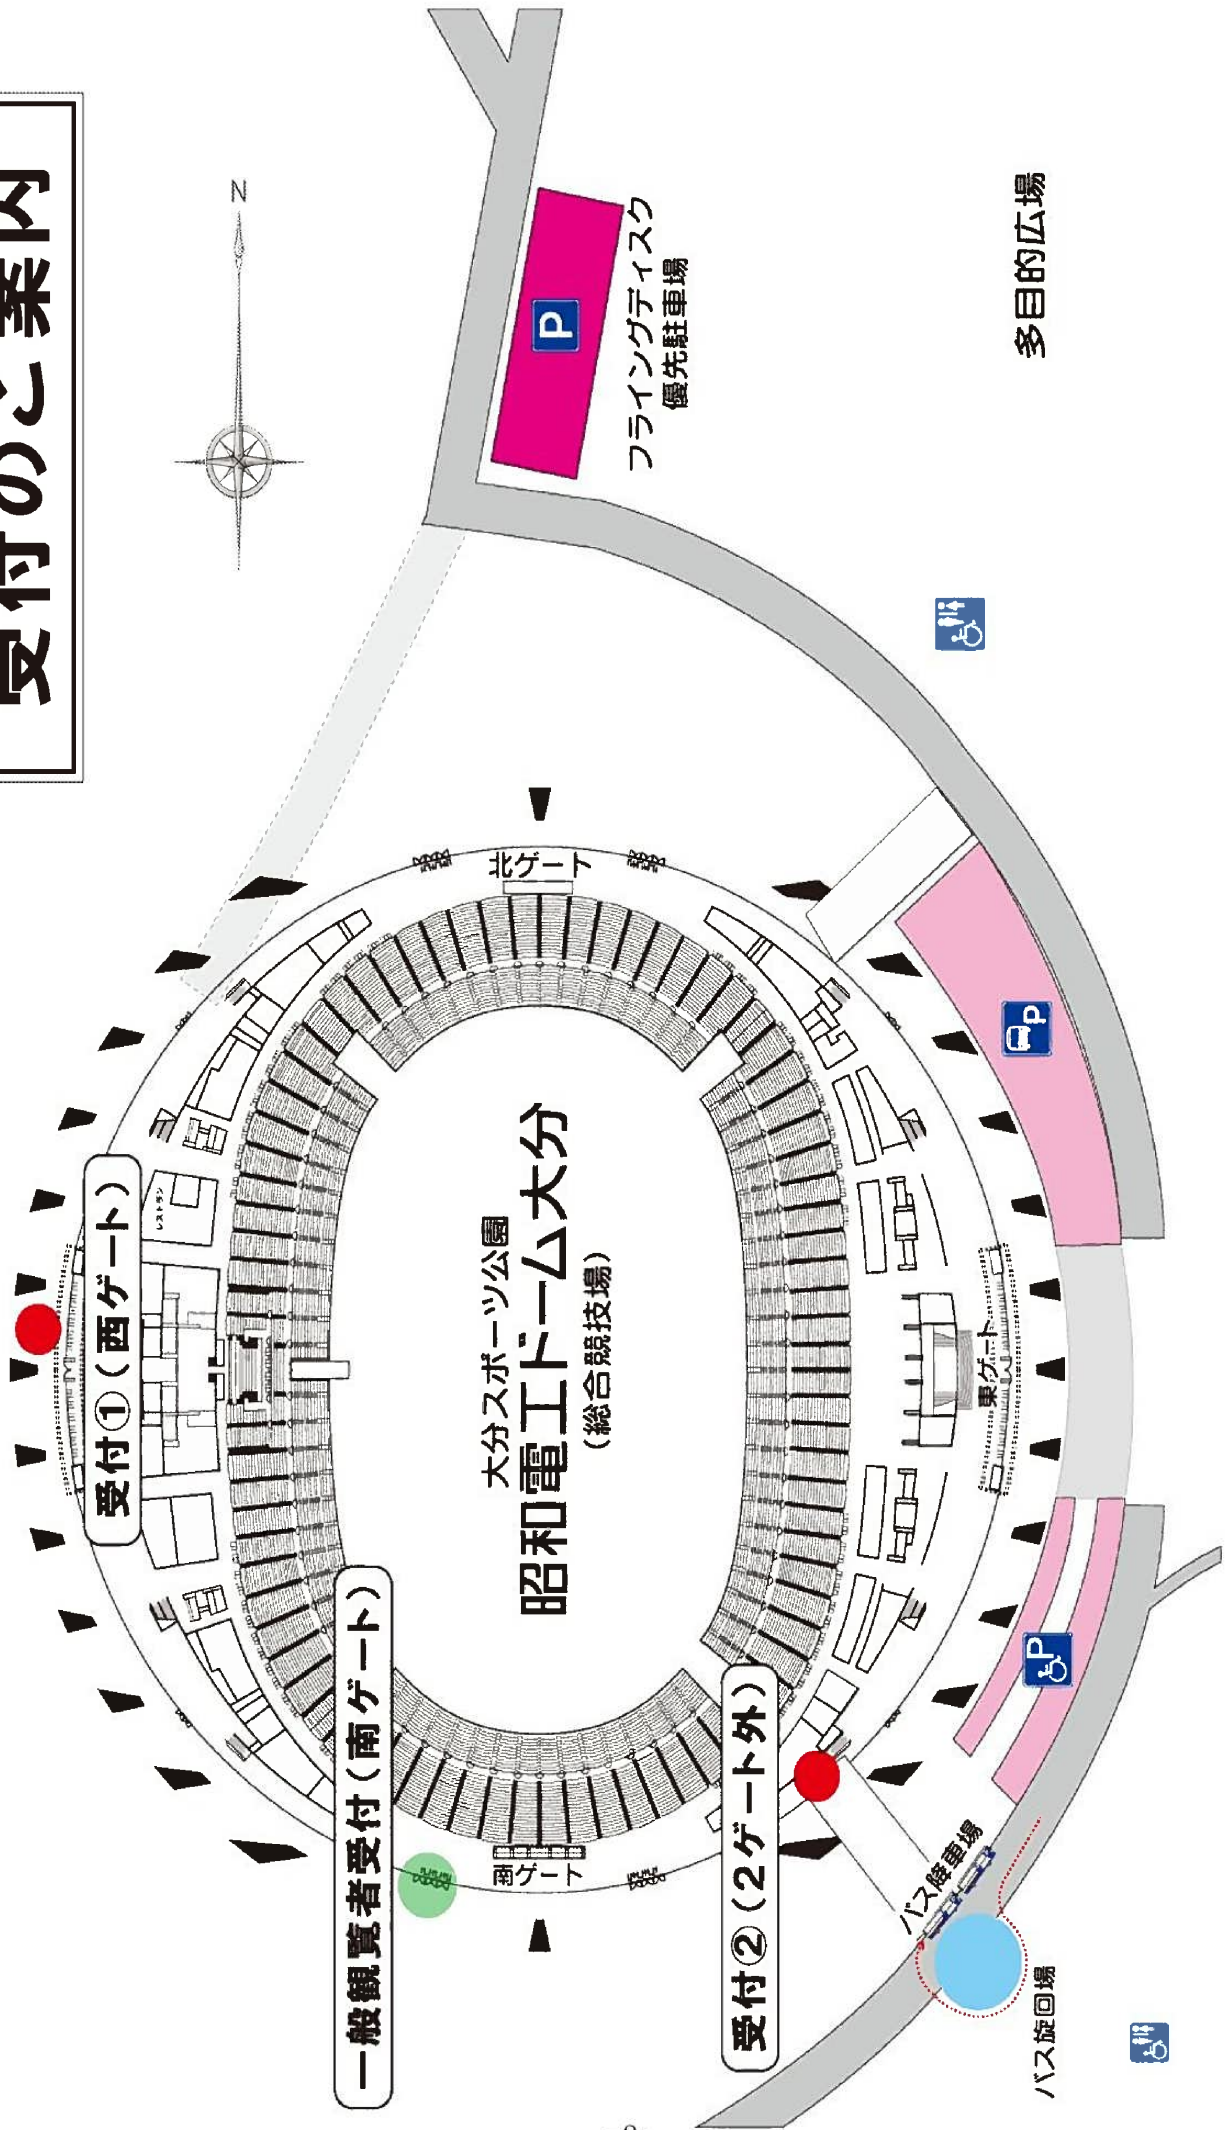 受付のご案内
N
P
フライングディスク
優先駐車場
多目的広場
北ゲート
P
受付①（西ゲート）
レストラン
大分スポーツ公園
昭和電工ドーム大分
（総合競技場）
東ゲート
P
一般観覧者受付（南ゲート）
南ゲート
受付②（2ゲート外）
バス降車場
バス旋回場